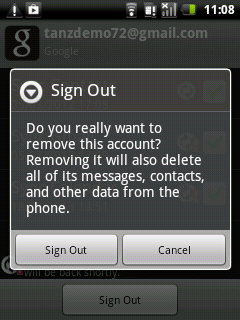 11:08
tanzdemo72@gmail.com
Google
Sign Out
Do you really want to
remove this account?
Removing it will also delete
all of its messages, contacts,
and other data from the
phone.
Sign Out Cancel
will be back shortly.
Sign Out